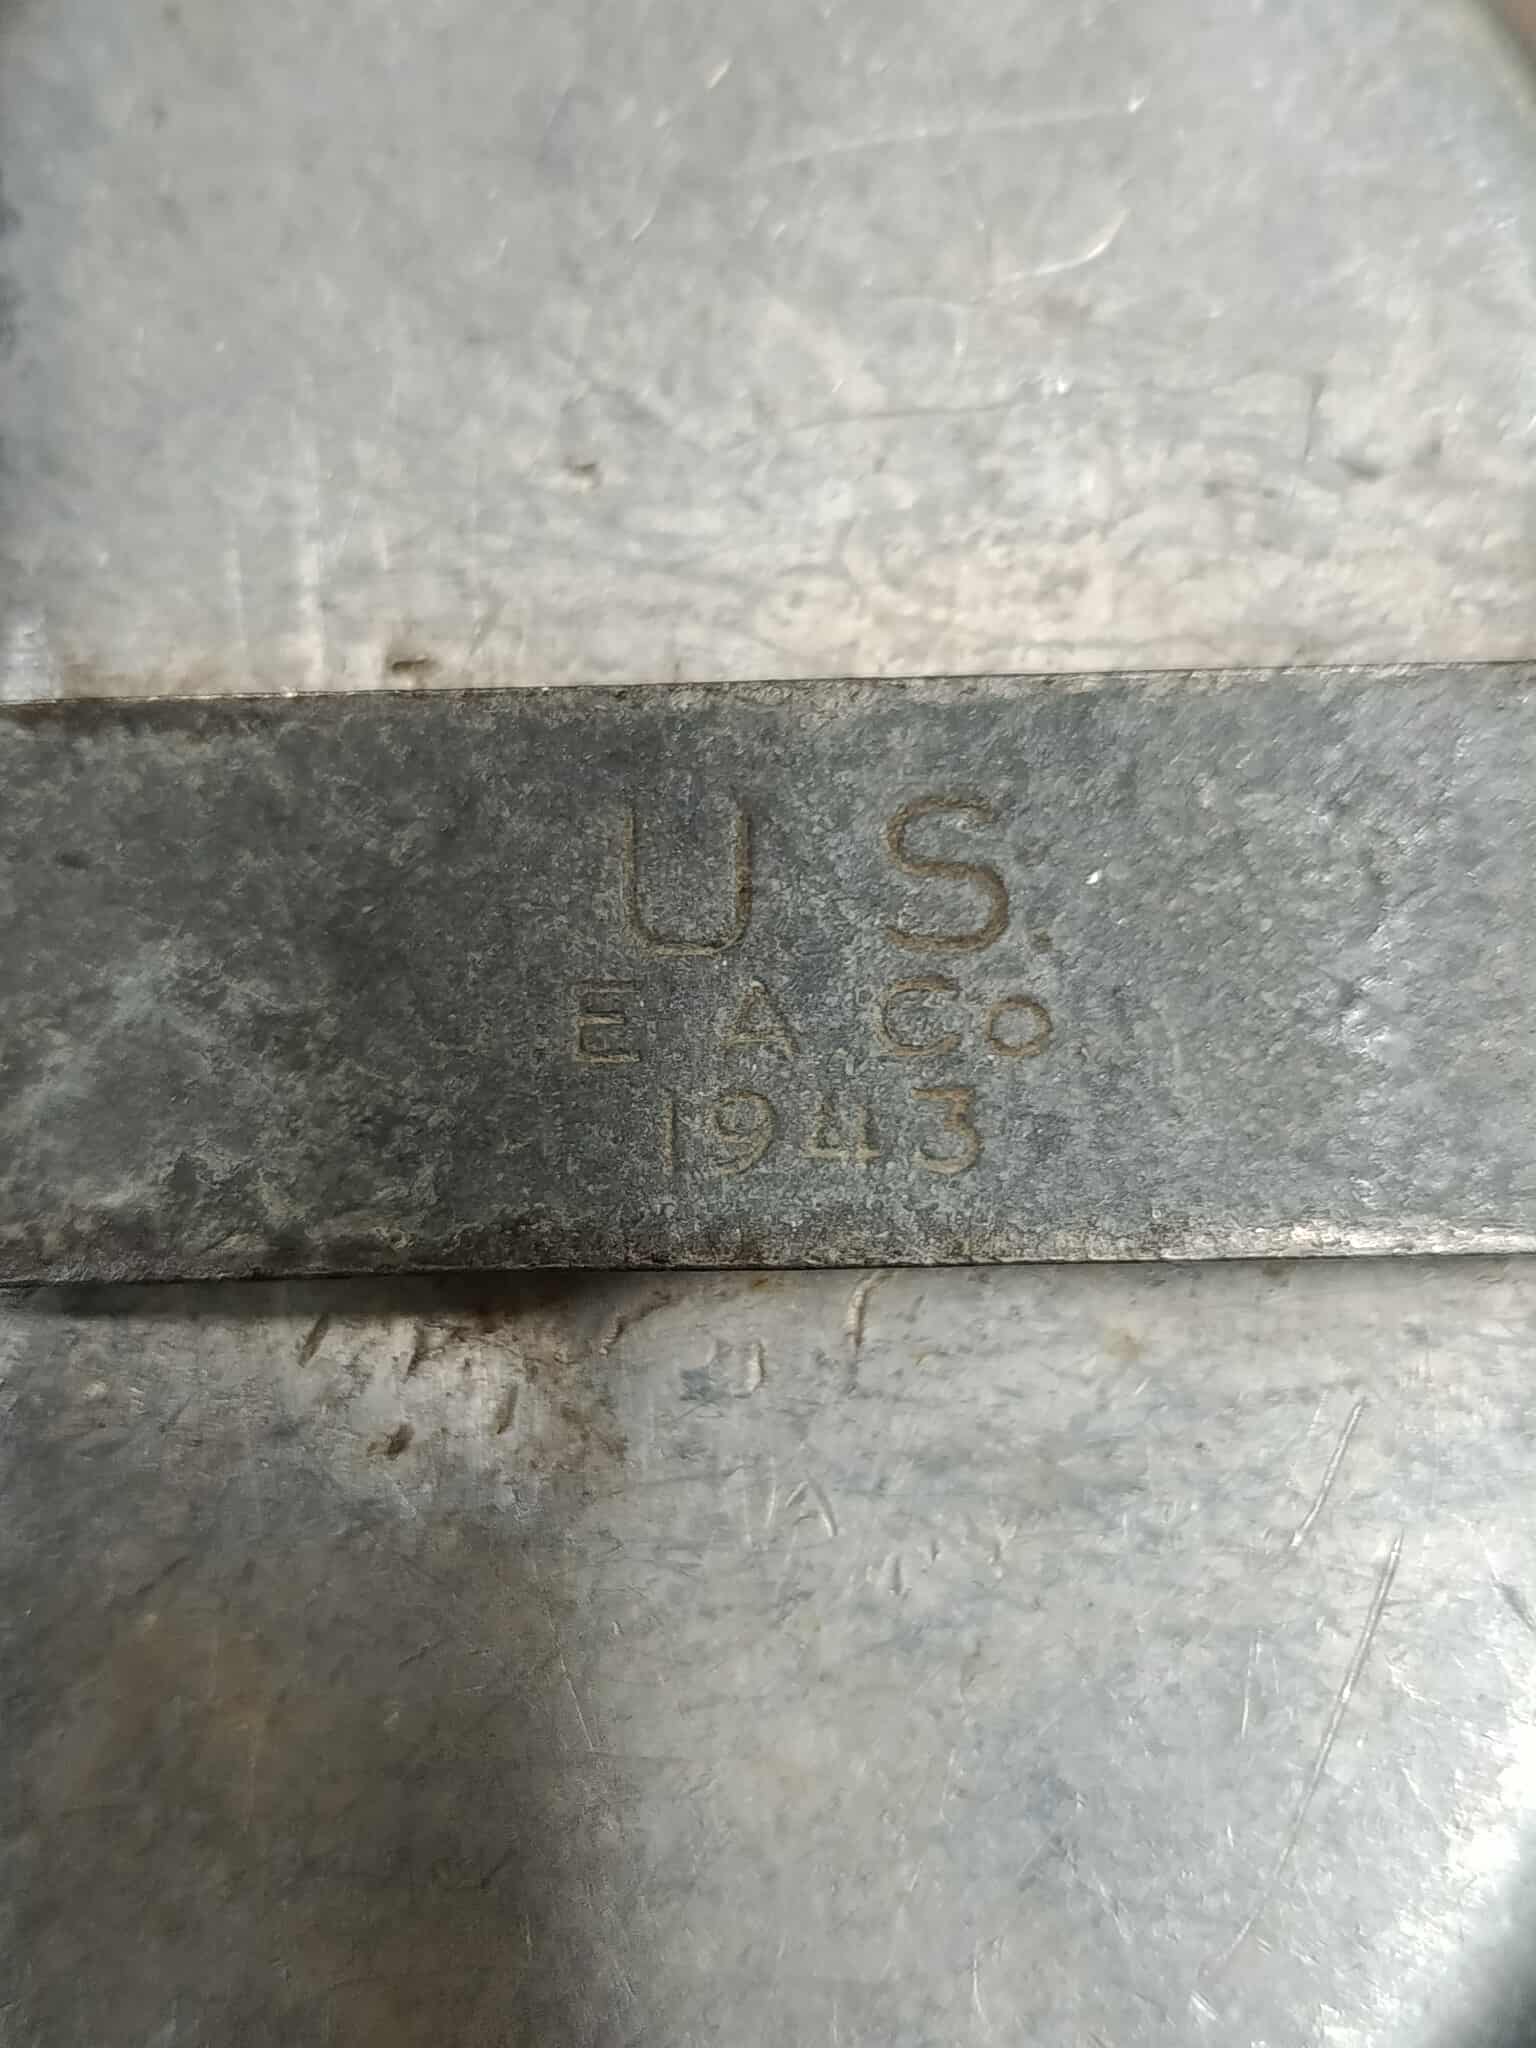 U S.
E A Co
1943